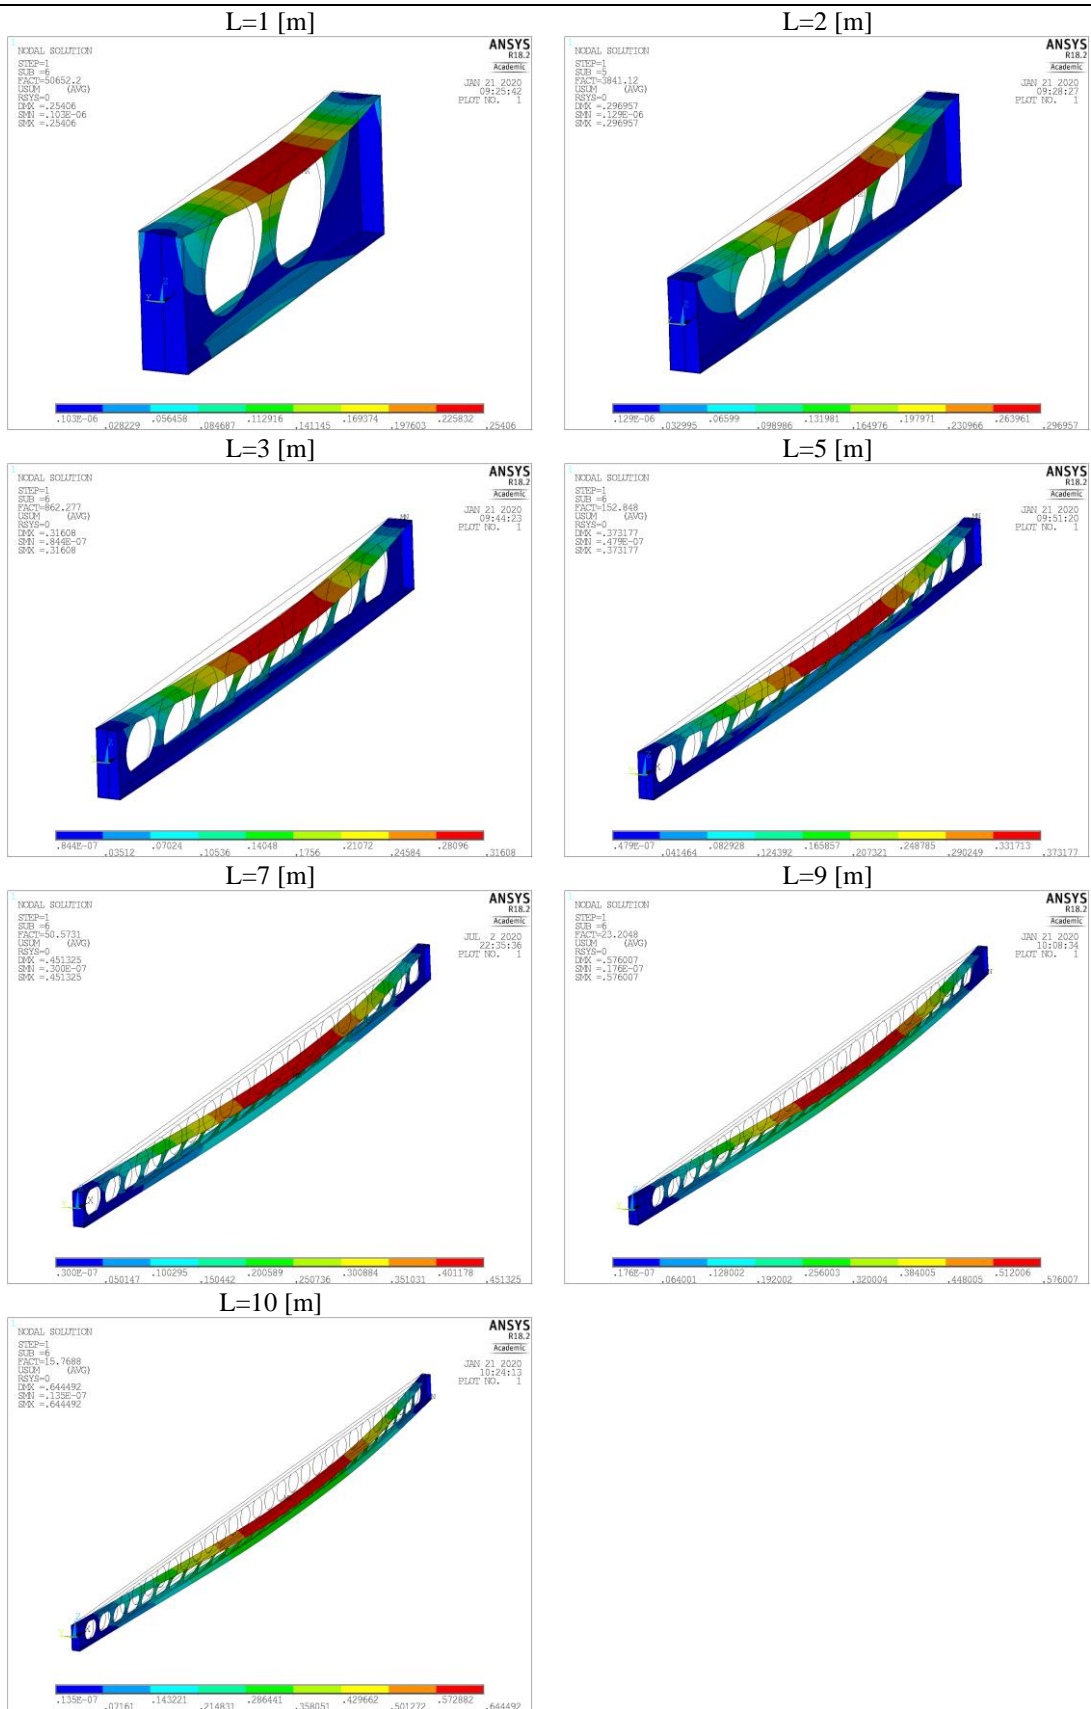 L=1 [m]
1
NODAL SOLUTION
STEP=1
SUB =6
FACT=50652.2
USUM (AVG)
RSYS=0
DMX =.25406
SMN =.103E-06
SMX =.25406
ANSYS
R18.2
Academic
JAN 21 2020
09:25:42
PLOT NO. 1
Z
Y
.103E-06 .056458 .112916 .169374 .225832
.028229 .084687 .141145 .197603 .25406
L=2 [m]
1
NODAL SOLUTION
STEP=1
SUB =5
FACT=3841.12
USUM (AVG)
RSYS=0
DMX =.296957
SMN =.129E-06
SMX =.296957
ANSYS
R18.2
Academic
JAN 21 2020
09:28:27
PLOT NO. 1
Z
.129E-06 .06599 .131981 .197971 .263961
.032995 .098986 .164976 .230966 .296957
L=3 [m]
1
NODAL SOLUTION
STEP=1
SUB =6
FACT=862.277
USUM (AVG)
RSYS=0
DMX =.31608
SMN =.844E-07
SMX =.31608
ANSYS
R18.2
Academic
JAN 21 2020
09:44:23
PLOT NO. 1
MN
Z
.844E-07 .07024 .14048 .21072 .28096
.03512 .10536 .1756 .24584 .31608
L=5 [m]
1
NODAL SOLUTION
STEP=1
SUB =6
FACT=152.848
USUM (AVG)
RSYS=0
DMX =.373177
SMN =.479E-07
SMX =.373177
ANSYS
R18.2
Academic
JAN 21 2020
09:51:20
PLOT NO. 1
MN
Z
X
.479E-07 .082928 .165857 .248785 .331713
.041464 .124392 .207321 .290249 .373177
L=7 [m]
1
NODAL SOLUTION
STEP=1
SUB =6
FACT=50.5731
USUM (AVG)
RSYS=0
DMX =.451325
SMN =.300E-07
SMX =.451325
ANSYS
R18.2
Academic
JUL 2 2020
22:35:36
PLOT NO. 1
Y
X
.300E-07 .100295 .200589 .300884 .401178
.050147 .150442 .250736 .351031 .451325
L=9 [m]
1
NODAL SOLUTION
STEP=1
SUB =6
FACT=23.2048
USUM (AVG)
RSYS=0
DMX =.576007
SMN =.176E-07
SMX =.576007
ANSYS
R18.2
Academic
JAN 21 2020
10:08:34
PLOT NO. 1
Z
Y
.176E-07 .128002 .256003 .384005 .512006
.064001 .192002 .320004 .448005 .576007
L=10 [m]
1
NODAL SOLUTION
STEP=1
SUB =6
FACT=15.7688
USUM (AVG)
RSYS=0
DMX =.644492
SMN =.135E-07
SMX =.644492
ANSYS
R18.2
Academic
JAN 21 2020
10:24:13
PLOT NO. 1
Z
Y
.135E-07 .143221 .286441 .429662 .572882
.07161 .214831 .358051 .501272 .644492